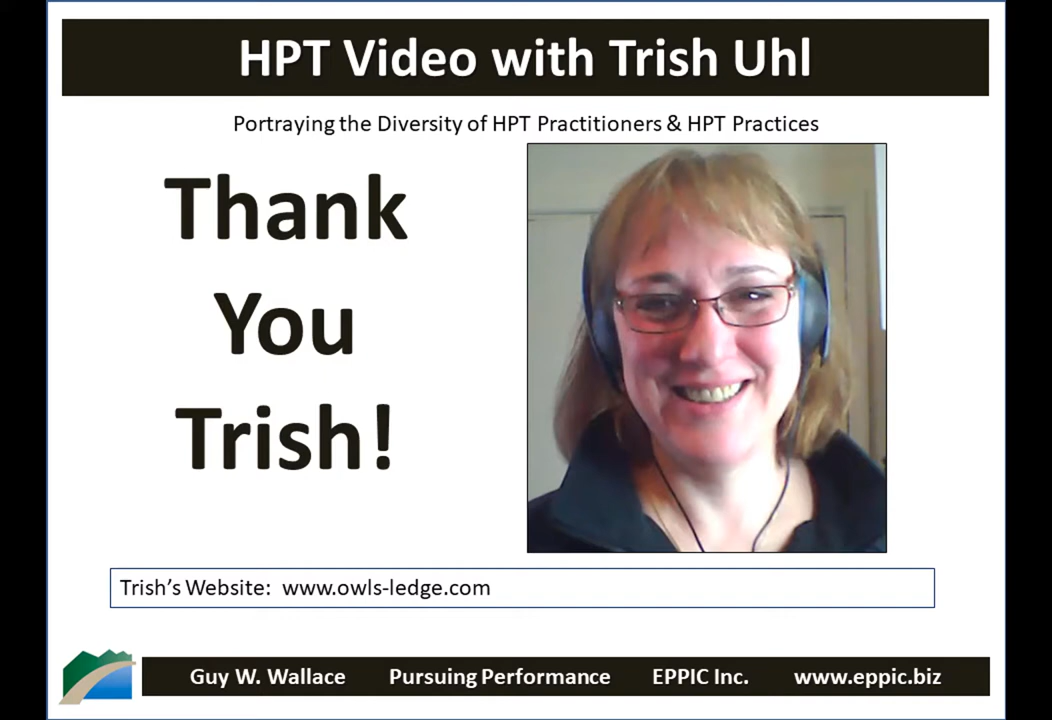 HPT Video with Trish Uhl
Portraying the Diversity of HPT Practitioners & HPT Practices
Thank
You
Trish!
Trish's Website: www.owls-ledge.com
Guy W. Wallace Pursuing Performance EPPIC Inc. www.eppic.biz